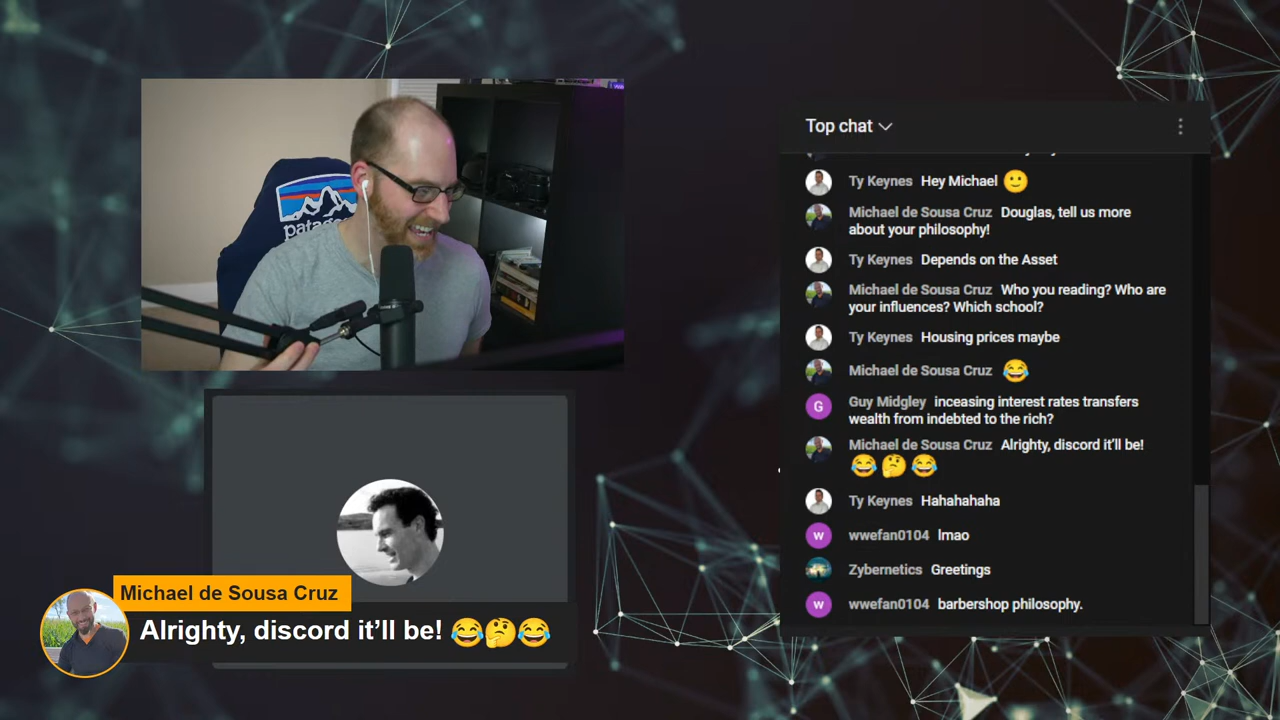 patag
Top chat
Ty Keynes Hey Michael 🙂
Michael de Sousa Cruz Douglas, tell us more
about your philosophy!
Ty Keynes Depends on the Asset
Michael de Sousa Cruz Who you reading? Who are
your influences? Which school?
Ty Keynes Housing prices maybe
Michael de Sousa Cruz 😂
G Guy Midgley inceasing interest rates transfers
wealth from indebted to the rich?
Michael de Sousa Cruz Alrighty, discord it’ll be!
😂🤔😂
Ty Keynes Hahahahaha
w wwefan0104 lmao
Zybernetics Greetings
w wwefan0104 barbershop philosophy.
Michael de Sousa Cruz
Alrighty, discord it’ll be! 😂🤔😂